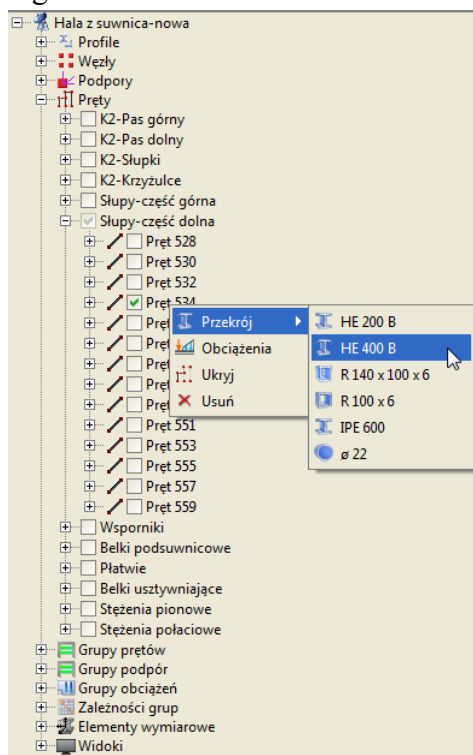 Hala z suwnica-nowa
Profile
Węzły
Podpory
Pręty
K2-Pas górny
K2-Pas dolny
K2-Słupki
K2-Krzyżulce
Słupy-część górna
Słupy-część dolna
Pręt 528
Pręt 530
Pręt 532
Pręt 534
Pręt
Przekrój
HE 200 B
Pręt
Obciążenia
HE 400 B
Pręt
Ukryj
R 140 x 100 x 6
Pręt
Usuń
R 100 x 6
Pręt 551
IPE 600
Pręt 553
ø 22
Pręt 555
Pręt 557
Pręt 559
Wsporniki
Belki podsuwnicowe
Płatwie
Belki usztywniające
Stężenia pionowe
Stężenia połaciowe
Grupy prętów
Grupy podpór
Grupy obciążeń
Zależności grup
Elementy wymiarowe
Widoki